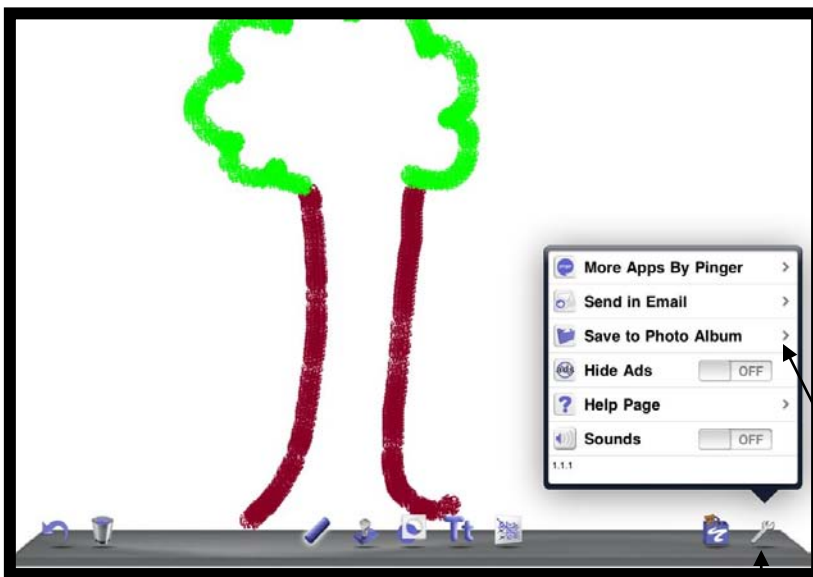 More Apps By Pinger
Send in Email
Save to Photo Album
Hide Ads OFF
Help Page
Sounds OFF
1.1.1
Tt